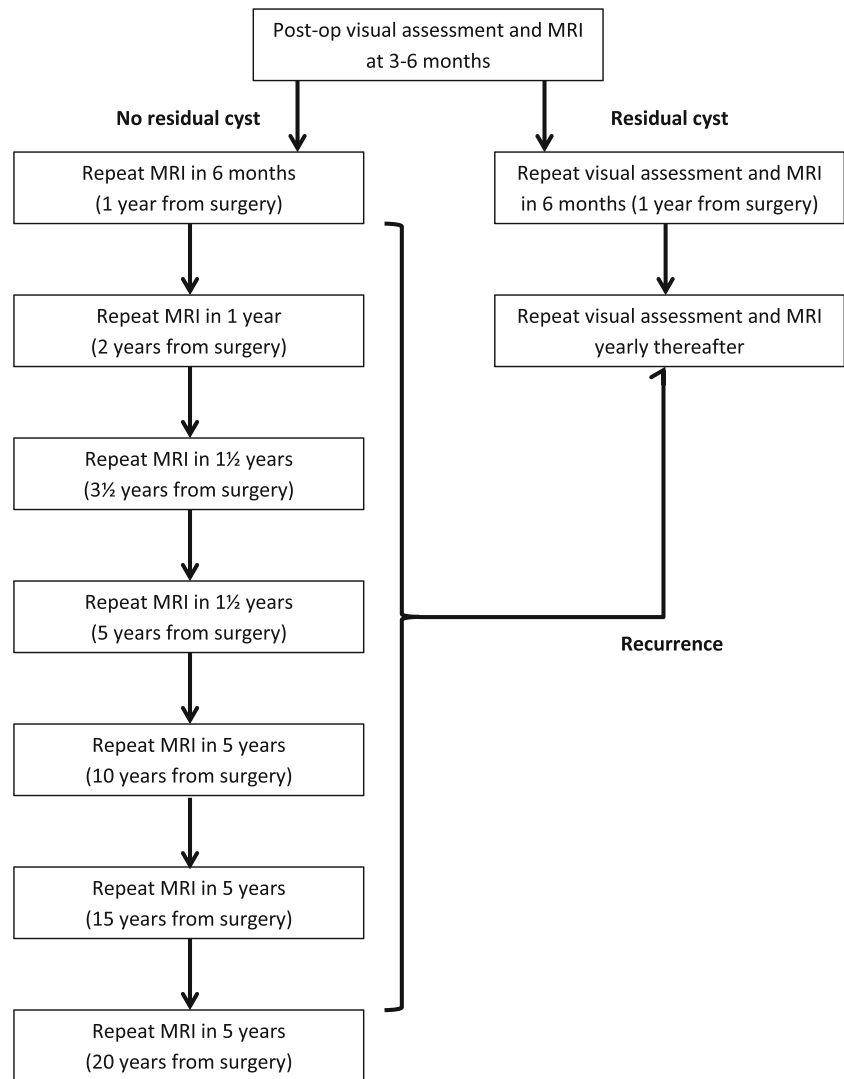 Post-op visual assessment and MRI
at 3-6 months
No residual cyst
Residual cyst
Repeat MRI in 6 months
(1 year from surgery)
Repeat visual assessment and MRI
in 6 months (1 year from surgery)
Repeat MRI in 1 year
(2 years from surgery)
Repeat visual assessment and MRI
yearly thereafter
Repeat MRI in 1½ years
(3½ years from surgery)
Repeat MRI in 1½ years
(5 years from surgery)
Recurrence
Repeat MRI in 5 years
(10 years from surgery)
Repeat MRI in 5 years
(15 years from surgery)
Repeat MRI in 5 years
(20 years from surgery)